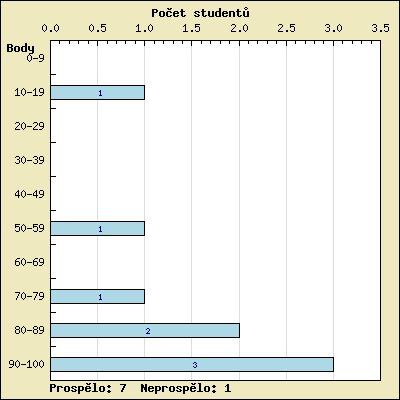 Počet studentů
0.0 0.5 1.0 1.5 2.0 2.5 3.0 3.5
Body
0-9
10-19 1
20-29
30-39
40-49
50-59 1
60-69
70-79 1
80-89 2
90-100 3
Prospělo: 7 Neprospělo: 1